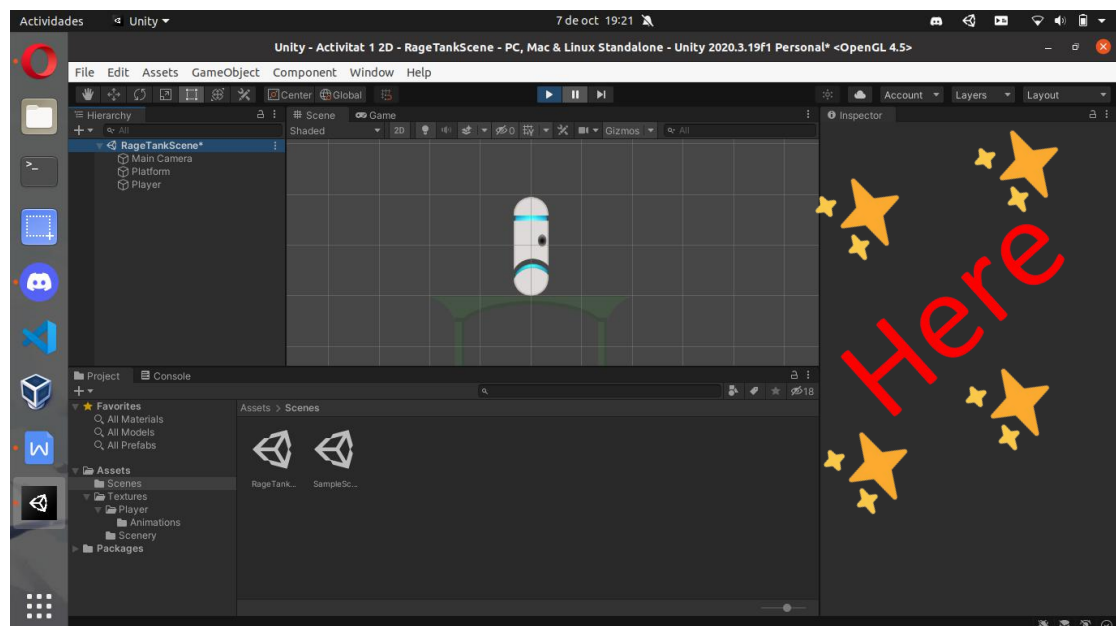 Actividades Unity 7 de oct 19:21
Unity - Activitat 1 2D - RageTankScene - PC, Mac & Linux Standalone - Unity 2020.3.19f1 Personal* <OpenGL 4.5>
File Edit Assets GameObject Component Window Help
Center Global Account Layers Layout
Hierarchy
All
RageTankScene*
Main Camera
Platform
Player
Scene Game
Shaded 2D 0 Gizmos All
Inspector
Here
Project Console
18
Favorites
All Materials
All Models
All Prefabs
Assets
Scenes
Textures
Player
Animations
Scenery
Packages
Assets > Scenes
RageTank... SampleSc...